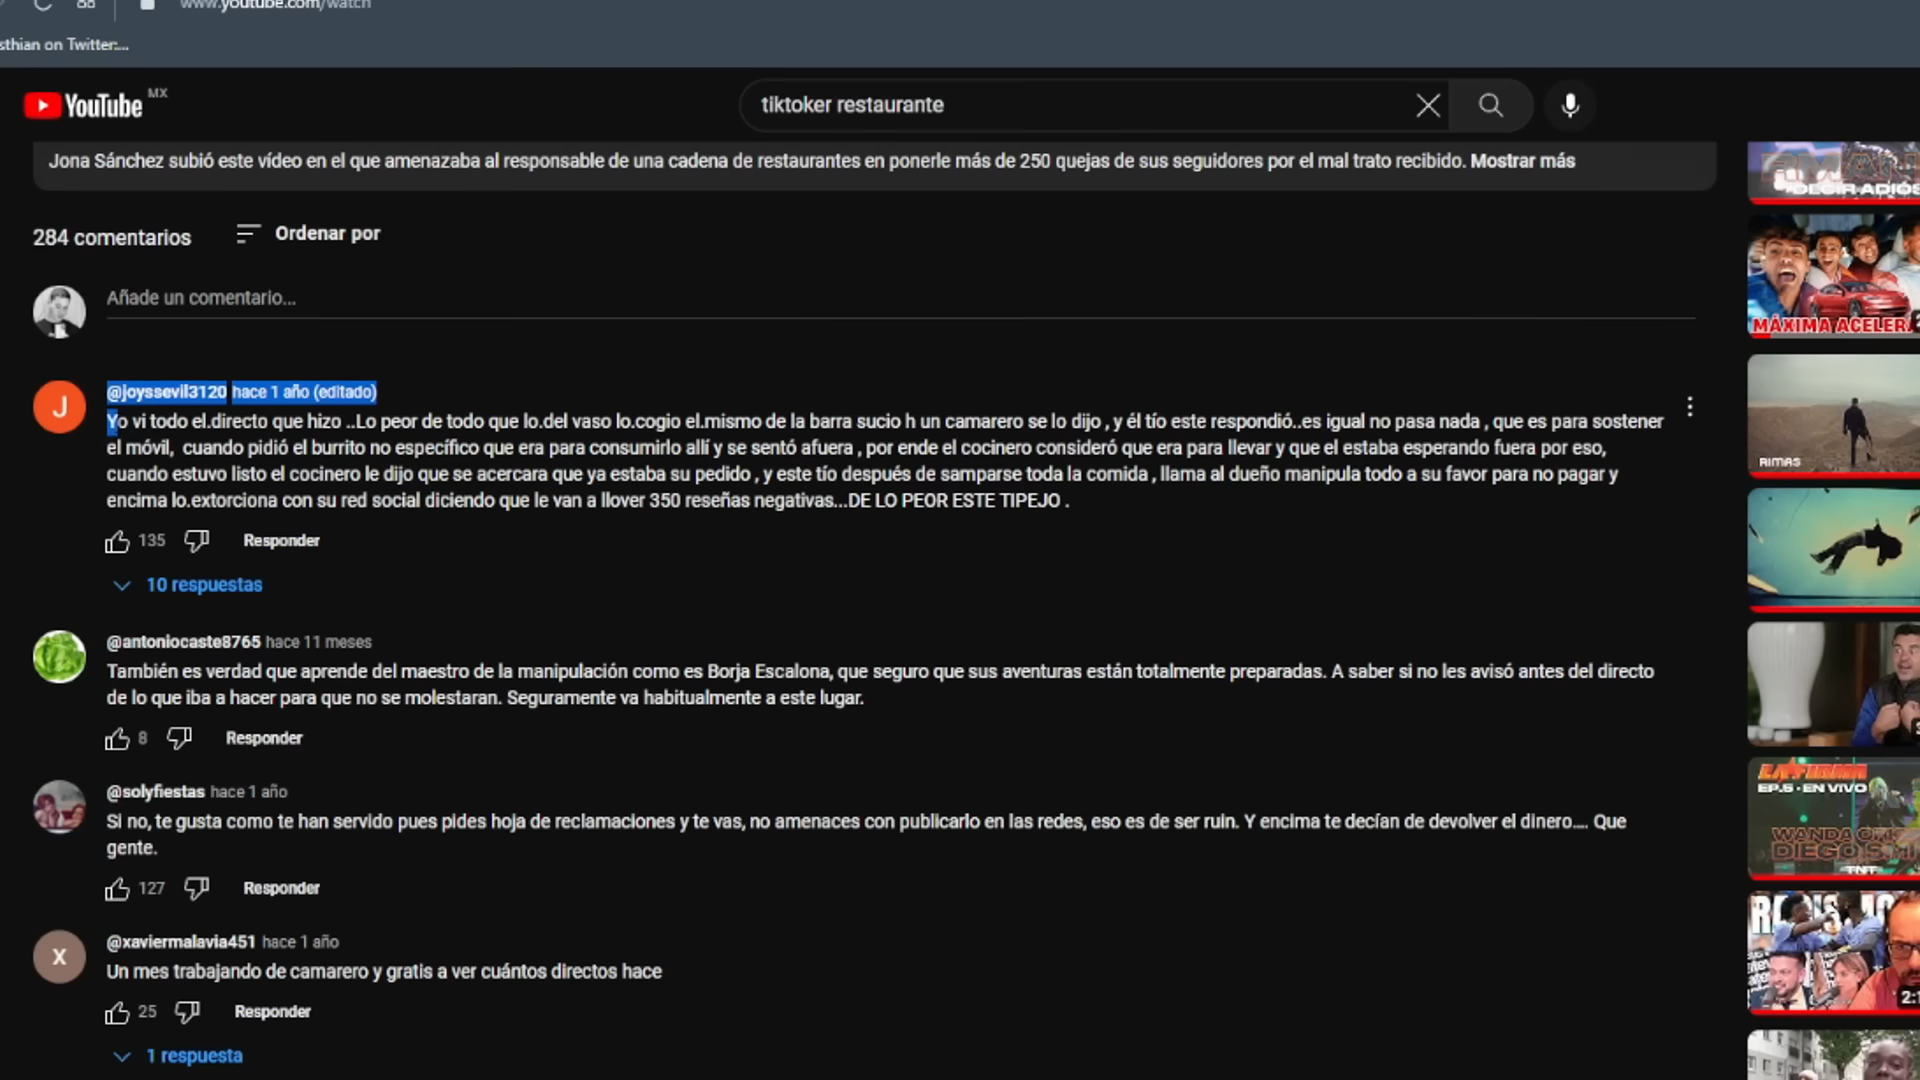 www.youtube.com/watch
sthian on Twitter:...
YouTube MX
tiktoker restaurante
Jona Sánchez subió este vídeo en el que amenazaba al responsable de una cadena de restaurantes en ponerle más de 250 quejas de sus seguidores por el mal trato recibido. Mostrar más
284 comentarios
Ordenar por
Añade un comentario...
J
@joyssevil3120 hace 1 año (editado)
Yo vi todo el.directo que hizo ..Lo peor de todo que lo.del vaso lo.cogio el.mismo de la barra sucio h un camarero se lo dijo , y él tío este respondió..es igual no pasa nada , que es para sostener
el móvil, cuando pidió el burrito no específico que era para consumirlo allí y se sentó afuera , por ende el cocinero consideró que era para llevar y que el estaba esperando fuera por eso,
cuando estuvo listo el cocinero le dijo que se acercara que ya estaba su pedido , y este tío después de samparse toda la comida , llama al dueño manipula todo a su favor para no pagar y
encima lo.extorciona con su red social diciendo que le van a llover 350 reseñas negativas...DE LO PEOR ESTE TIPEJO .
135
Responder
10 respuestas
@antoniocaste8765 hace 11 meses
También es verdad que aprende del maestro de la manipulación como es Borja Escalona, que seguro que sus aventuras están totalmente preparadas. A saber si no les avisó antes del directo
de lo que iba a hacer para que no se molestaran. Seguramente va habitualmente a este lugar.
8
Responder
@solyfiestas hace 1 año
Si no, te gusta como te han servido pues pides hoja de reclamaciones y te vas, no amenaces con publicarlo en las redes, eso es de ser ruin. Y encima te decían de devolver el dinero.... Que
gente.
127
Responder
X
@xaviermalavia451 hace 1 año
Un mes trabajando de camarero y gratis a ver cuántos directos hace
25
Responder
1 respuesta
DECIR ADIÓS
MÁXIMA ACELERA
RIMAS
LA FIRMA
EP.5 · EN VIVO
WANDA
DIEGO SMI
TNT
2:1